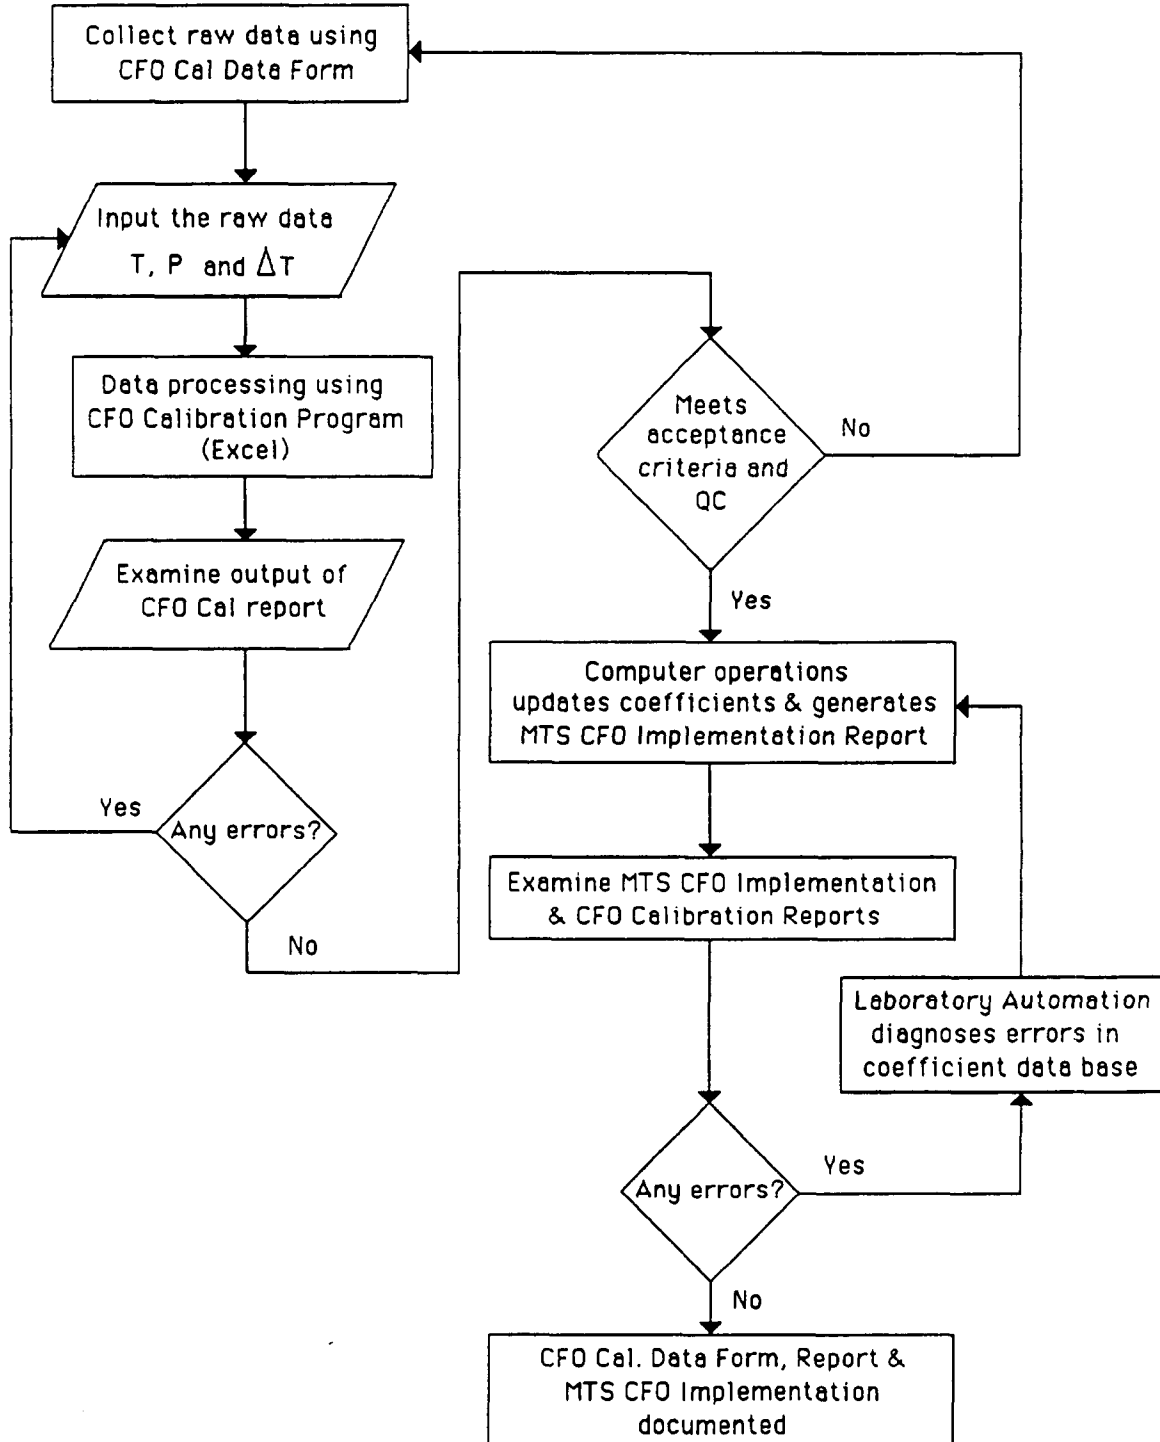 Collect raw data using
CFO Cal Data Form
Input the raw data
T, P and ΔT
Data processing using
CFO Calibration Program
(Excel)
Examine output of
CFO Cal report
Any errors?
Yes
No
Meets
acceptance
criteria and
QC
No
Yes
Computer operations
updates coefficients & generates
MTS CFO Implementation Report
Examine MTS CFO Implementation
& CFO Calibration Reports
Laboratory Automation
diagnoses errors in
coefficient data base
Any errors?
Yes
No
CFO Cal. Data Form, Report &
MTS CFO Implementation
documented